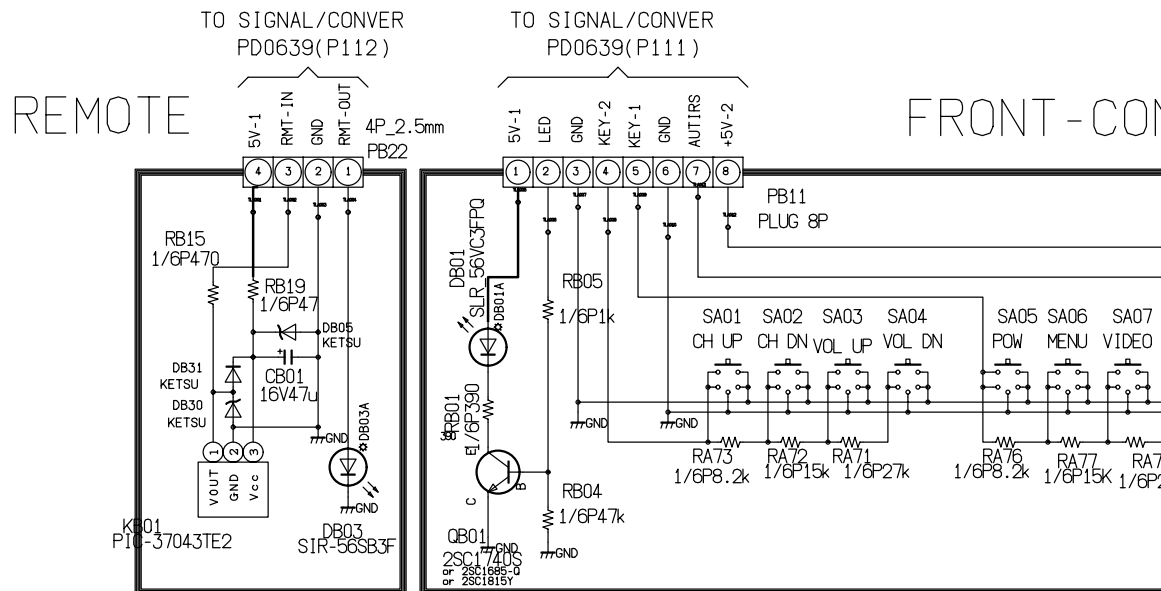 TO SIGNAL/CONVER
PD0639(P112)
TO SIGNAL/CONVER
PD0639(P111)
REMOTE
FRONT-CON
5V-1
RMT-IN
GND
RMT-OUT
4P_2.5mm
PB22
4
3
2
1
5V-1
LED
GND
KEY-2
KEY-1
GND
AUTIRS
+5V-2
1
2
3
4
5
6
7
8
PB11
PLUG 8P
RB15
1/6P470
RB19
1/6P47
DB05
KETSU
DB31
KETSU
CB01
16V47u
DB30
KETSU
GND
DB03A
1
2
3
VOUT
GND
Vcc
KB01
PIC-37043TE2
GND
DB03
SIR-56SB3F
DB01
SLR_56VC3FPQ
DB01A
RB05
1/6P1k
RB01
1/6P390
E
B
C
RB04
1/6P47k
QB01
GND
GND
2SC1740S
or 2SC1685-Q
or 2SC1815Y
GND
GND
SA01
CH UP
SA02
CH DN
SA03
VOL UP
SA04
VOL DN
SA05
POW
SA06
MENU
SA07
VIDEO
RA73
1/6P8.2k
RA72
1/6P15k
RA71
1/6P27k
RA76
1/6P8.2k
RA77
1/6P15K
RA7
1/6P2